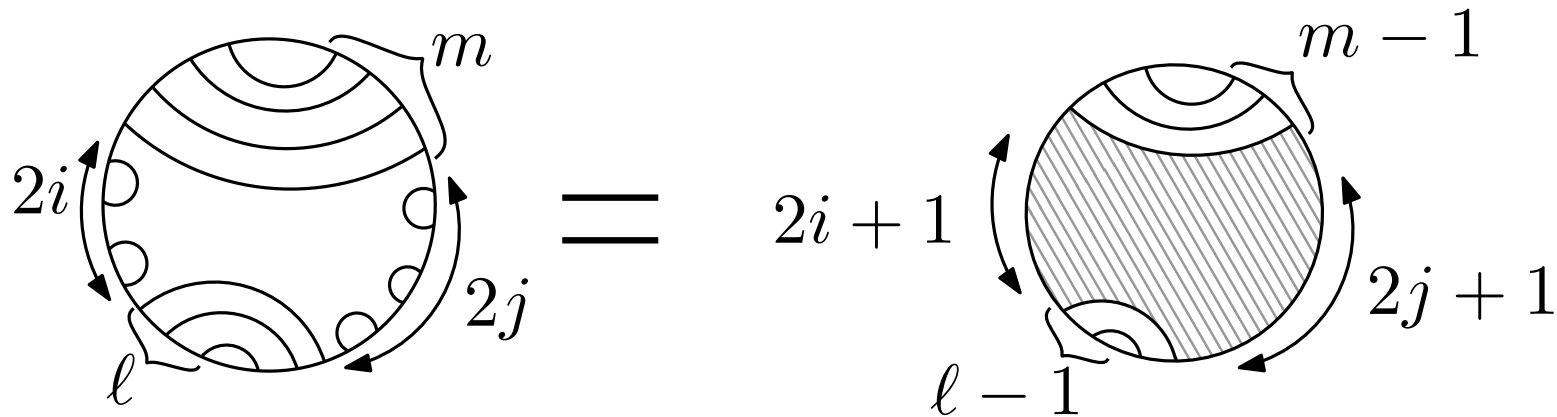 m
2i
2j
ℓ
=
m − 1
2i + 1
2j + 1
ℓ − 1